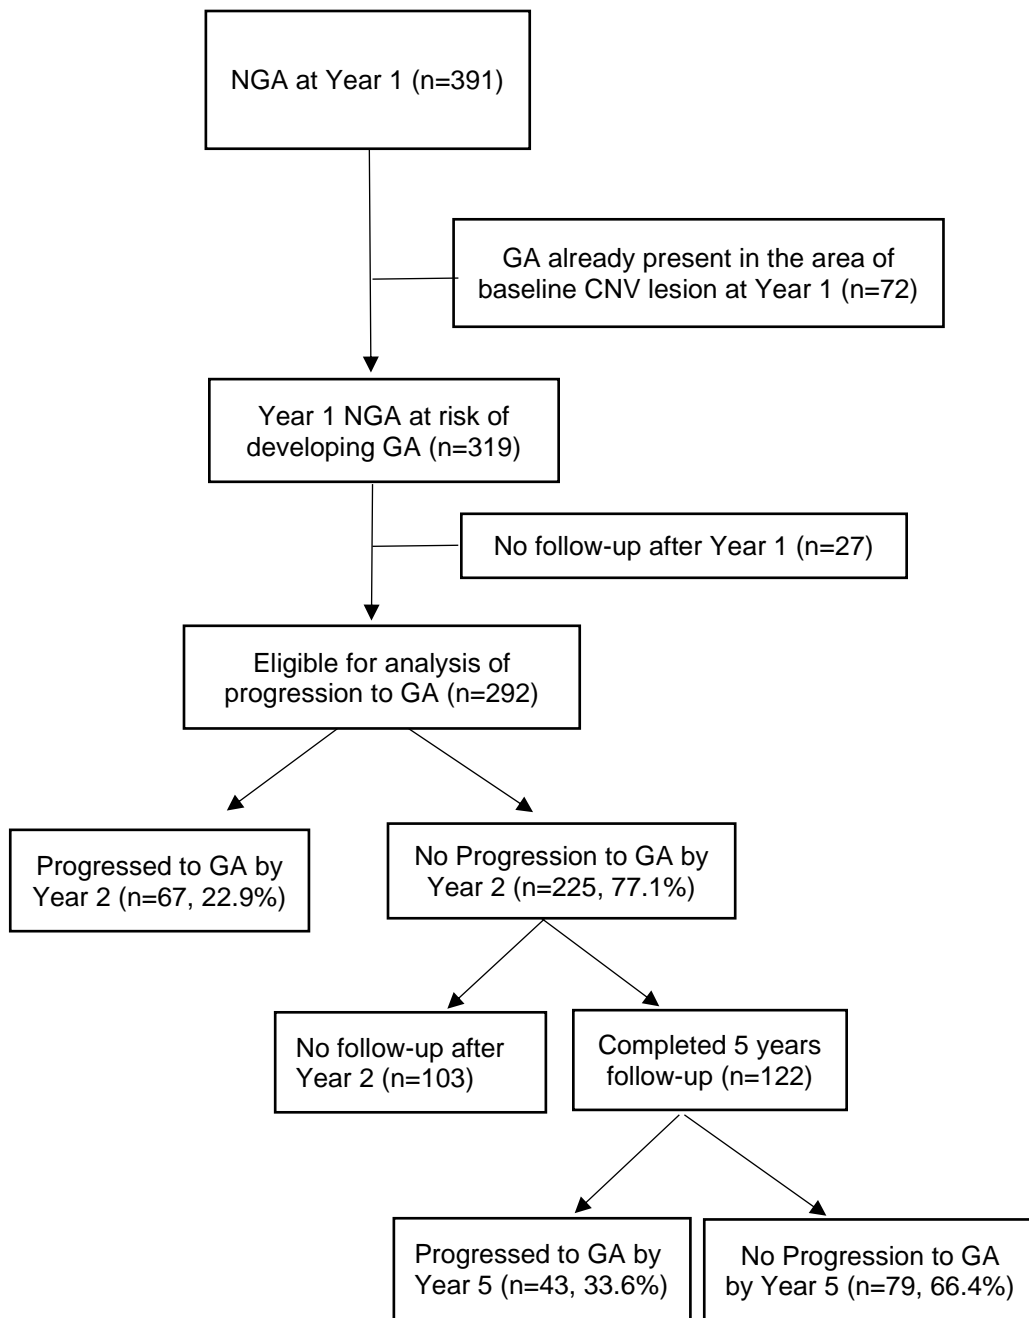 NGA at Year 1 (n=391)
GA already present in the area of
baseline CNV lesion at Year 1 (n=72)
Year 1 NGA at risk of
developing GA (n=319)
No follow-up after Year 1 (n=27)
Eligible for analysis of
progression to GA (n=292)
Progressed to GA by
Year 2 (n=67, 22.9%)
No Progression to GA by
Year 2 (n=225, 77.1%)
No follow-up after
Year 2 (n=103)
Completed 5 years
follow-up (n=122)
Progressed to GA by
Year 5 (n=43, 33.6%)
No Progression to GA
by Year 5 (n=79, 66.4%)